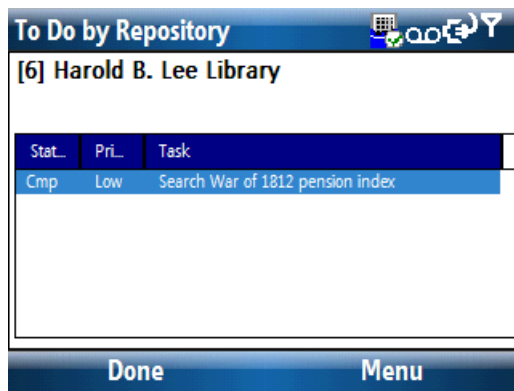 To Do by Repository
[6] Harold B. Lee Library
Stat... Pri... Task
Cmp Low Search War of 1812 pension index
Done Menu